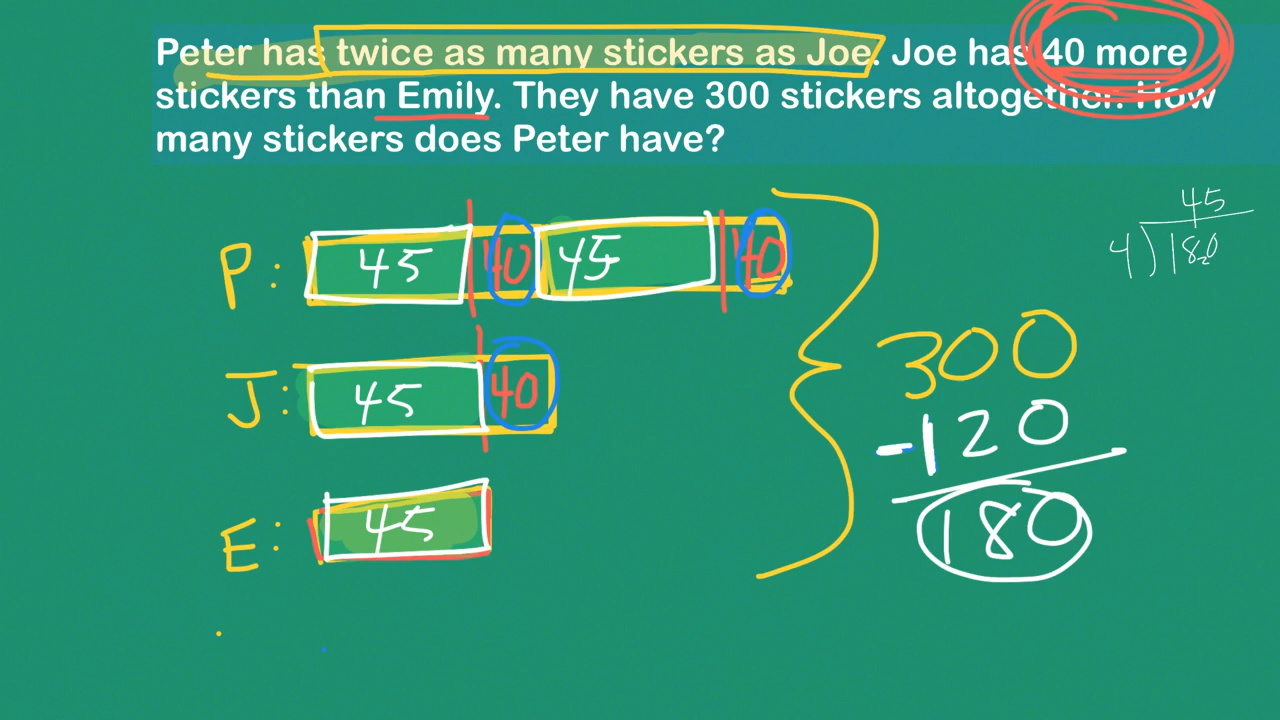 Peter has twice as many stickers as Joe. Joe has 40 more
stickers than Emily. They have 300 stickers altogether. How
many stickers does Peter have?
45
4)180
P: 45 40 45 40
300
J: 45 40
-120
180
E: 45